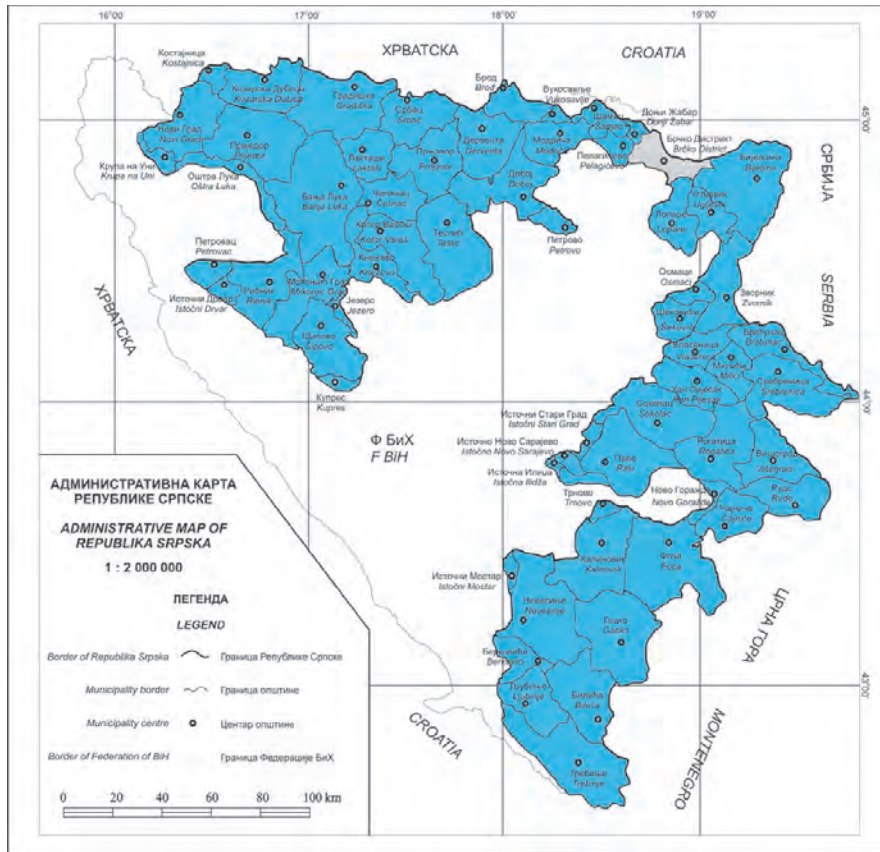 16°00'
17°00'
18°00'
19°00'
ХРВАТСКА
CROATIA
Костајница
Kostajnica
Козарска Дубица
Kozarska Dubica
Градишка
Gradiška
Србац
Srbac
Брод
Brod
Вукосавље
Vukosavlje
Шамац
Šamac
Доњи Жабар
Donji Žabar
Брчко Дистрикт
Brčko District
45°00'
Нови Град
Novi Grad
Приједор
Prijedor
Крупа на Уни
Krupa na Uni
Оштра Лука
Oštra Luka
Лакташи
Laktaši
Прњавор
Prnjavor
Дервента
Derventa
Модрича
Modriča
Пелагићево
Pelagićevo
Добој
Doboj
Бијељина
Bijeljina
СРБИЈА
Угљевик
Ugljevik
Лопаре
Lopare
Бања Лука
Banja Luka
Челинац
Čelinac
Котор Варош
Kotor Varoš
Теслић
Teslić
Петрово
Petrovo
Кнежево
Kneževo
Петровац
Petrovac
Источни Дрвар
Istočni Drvar
Рибник
Ribnik
Мркоњић Град
Mrkonjić Grad
Језеро
Jezero
Шипово
Šipovo
Купрес
Kupres
ХРВАТСКА
Осмаци
Osmaci
Зворник
Zvornik
SERBIA
Шековићи
Šekovići
Братунац
Bratunac
Власеница
Vlasenica
Милићи
Milići
Сребреница
Srebrenica
Хан Пијесак
Han Pijesak
44°00'
Ф БиХ
F BiH
Источни Стари Град
Istočni Stari Grad
Источно Ново Сарајево
Istočno Novo Sarajevo
Источна Илиџа
Istočna Ilidža
Соколац
Sokolac
Пале
Pale
Рогатица
Rogatica
Вишеград
Višegrad
Рудо
Rudo
Трново
Trnovo
Ново Горажде
Novo Goražde
Чајниче
Čajniče
Калиновик
Kalinovik
Фоча
Foča
Источни Мостар
Istočni Mostar
Невесиње
Nevesinje
Гацко
Gacko
ЦРНА ГОРА
Берковићи
Berkovići
Љубиње
Ljubinje
Билећа
Bileća
43°00'
Требиње
Trebinje
CROATIA
MONTENEGRO
АДМИНИСТРАТИВНА КАРТА
РЕПУБЛИКЕ СРПСКЕ
ADMINISTRATIVE MAP OF
REPUBLIKA SRPSKA
1 : 2 000 000
ЛЕГЕНДА
LEGEND
Border of Republika Srpska Граница Републике Српске
Municipality border Граница општине
Municipality centre Центар општине
Border of Federation of BiH Граница Федерације БиХ
0 20 40 60 80 100 km